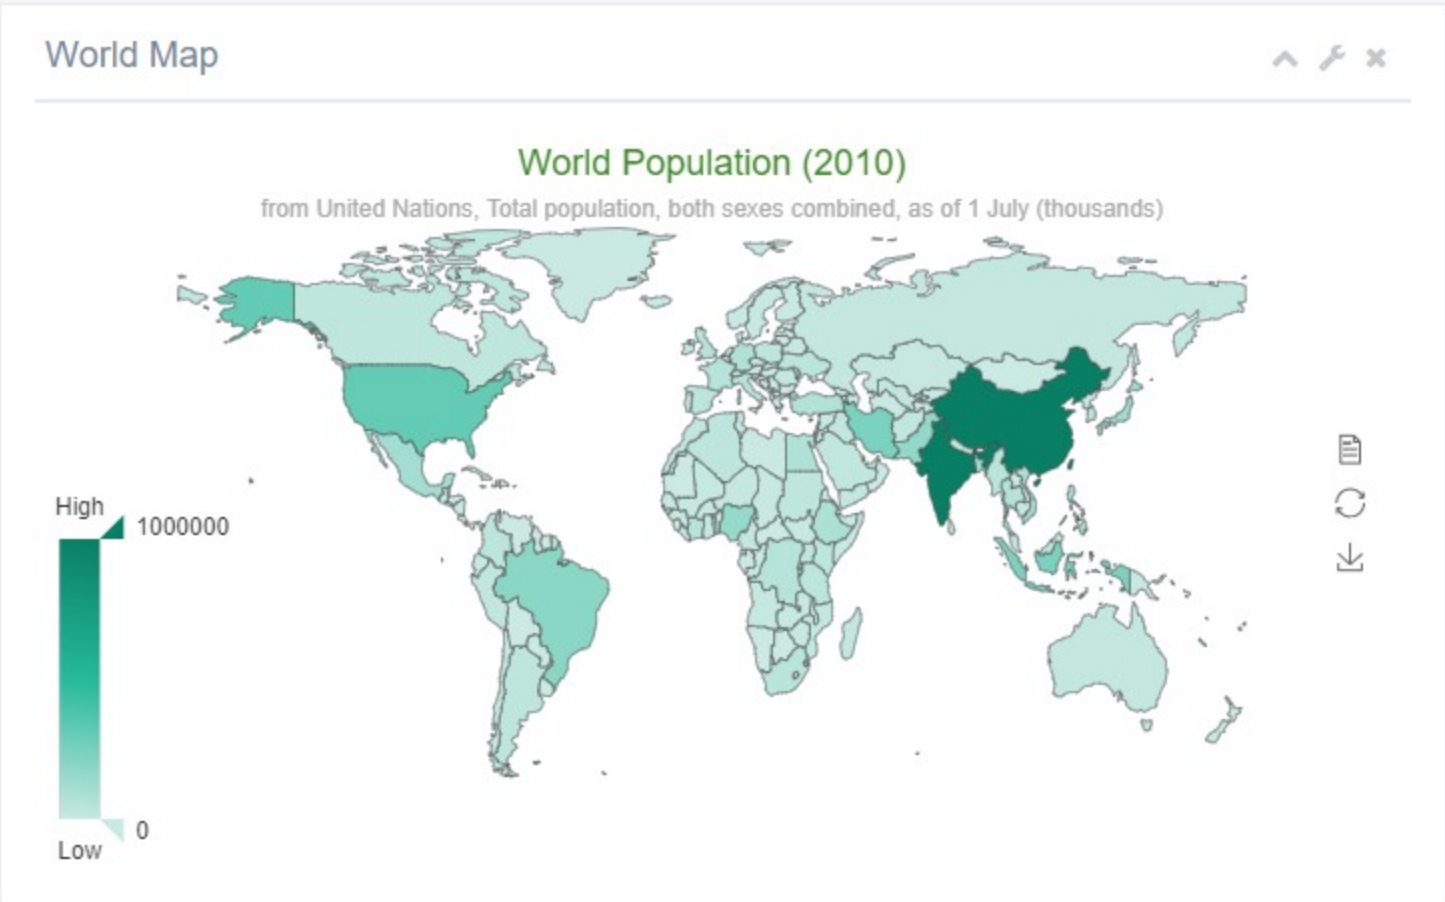 World Map
World Population (2010)
from United Nations, Total population, both sexes combined, as of 1 July (thousands)
High
1000000
0
Low